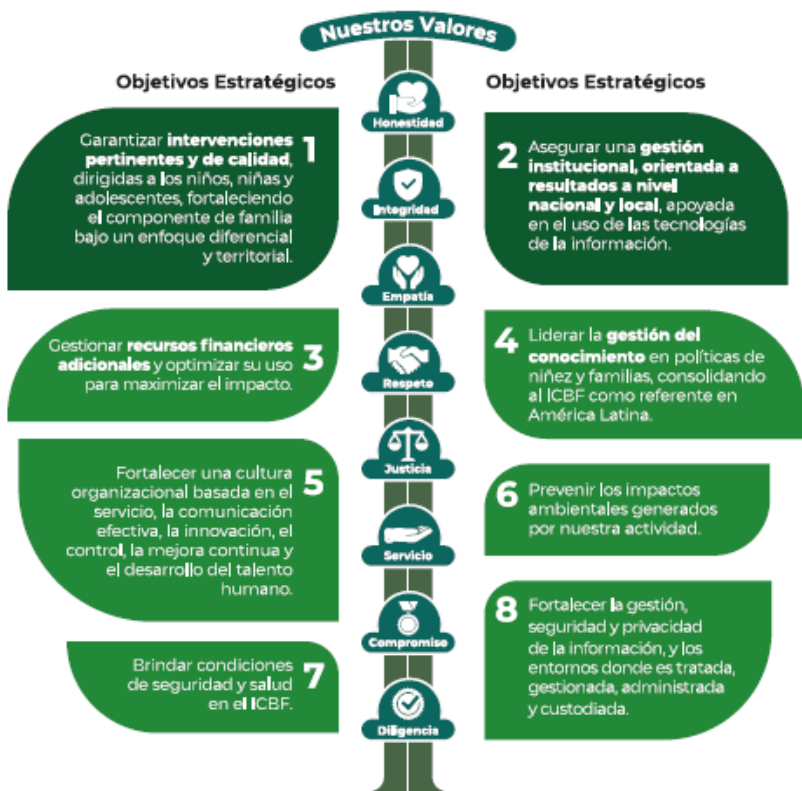 Nuestros Valores
Objetivos Estratégicos
Objetivos Estratégicos
Honestidad
Integridad
Empatía
Respeto
Justicia
Servicio
Compromiso
Diligencia
1
Garantizar intervenciones
pertinentes y de calidad,
dirigidas a los niños, niñas y
adolescentes, fortaleciendo
el componente de familia
bajo un enfoque diferencial
y territorial.
2
Asegurar una gestión
institucional, orientada a
resultados a nivel
nacional y local, apoyada
en el uso de las tecnologías
de la información.
3
Gestionar recursos financieros
adicionales y optimizar su uso
para maximizar el impacto.
4
Liderar la gestión del
conocimiento en políticas de
niñez y familias, consolidando
al ICBF como referente en
América Latina.
5
Fortalecer una cultura
organizacional basada en el
servicio, la comunicación
efectiva, la innovación, el
control, la mejora continua y
el desarrollo del talento
humano.
6
Prevenir los impactos
ambientales generados
por nuestra actividad.
7
Brindar condiciones
de seguridad y salud
en el ICBF.
8
Fortalecer la gestión,
seguridad y privacidad
de la información, y los
entornos donde es tratada,
gestionada, administrada
y custodiada.